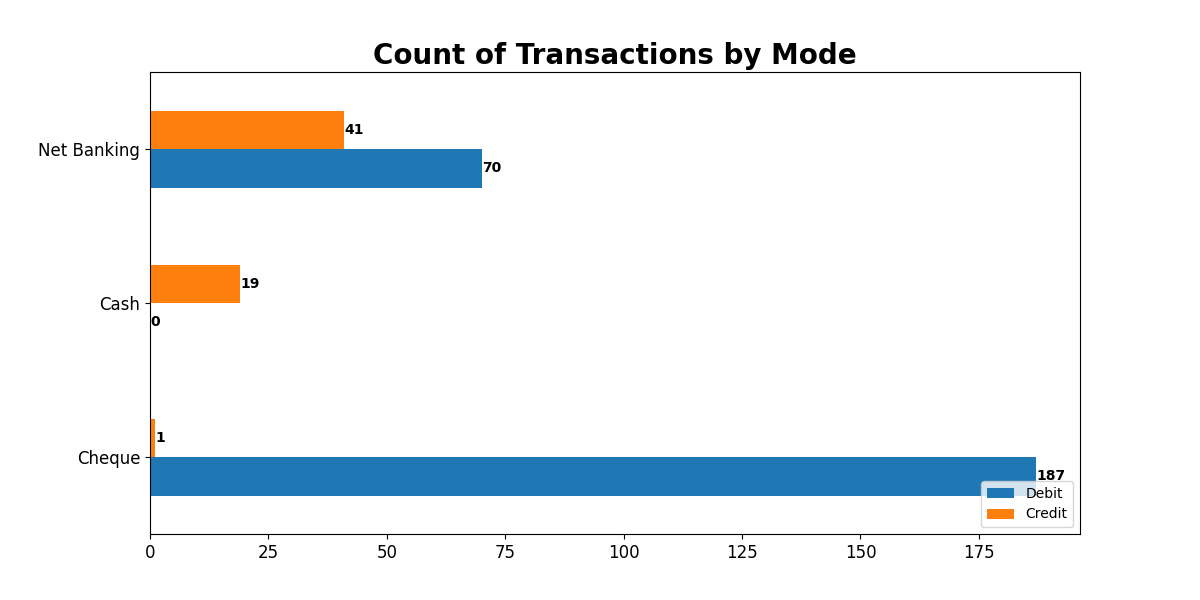 Count of Transactions by Mode
Net Banking
41
70
Cash
19
0
Cheque
1
187
Debit
Credit
0 25 50 75 100 125 150 175